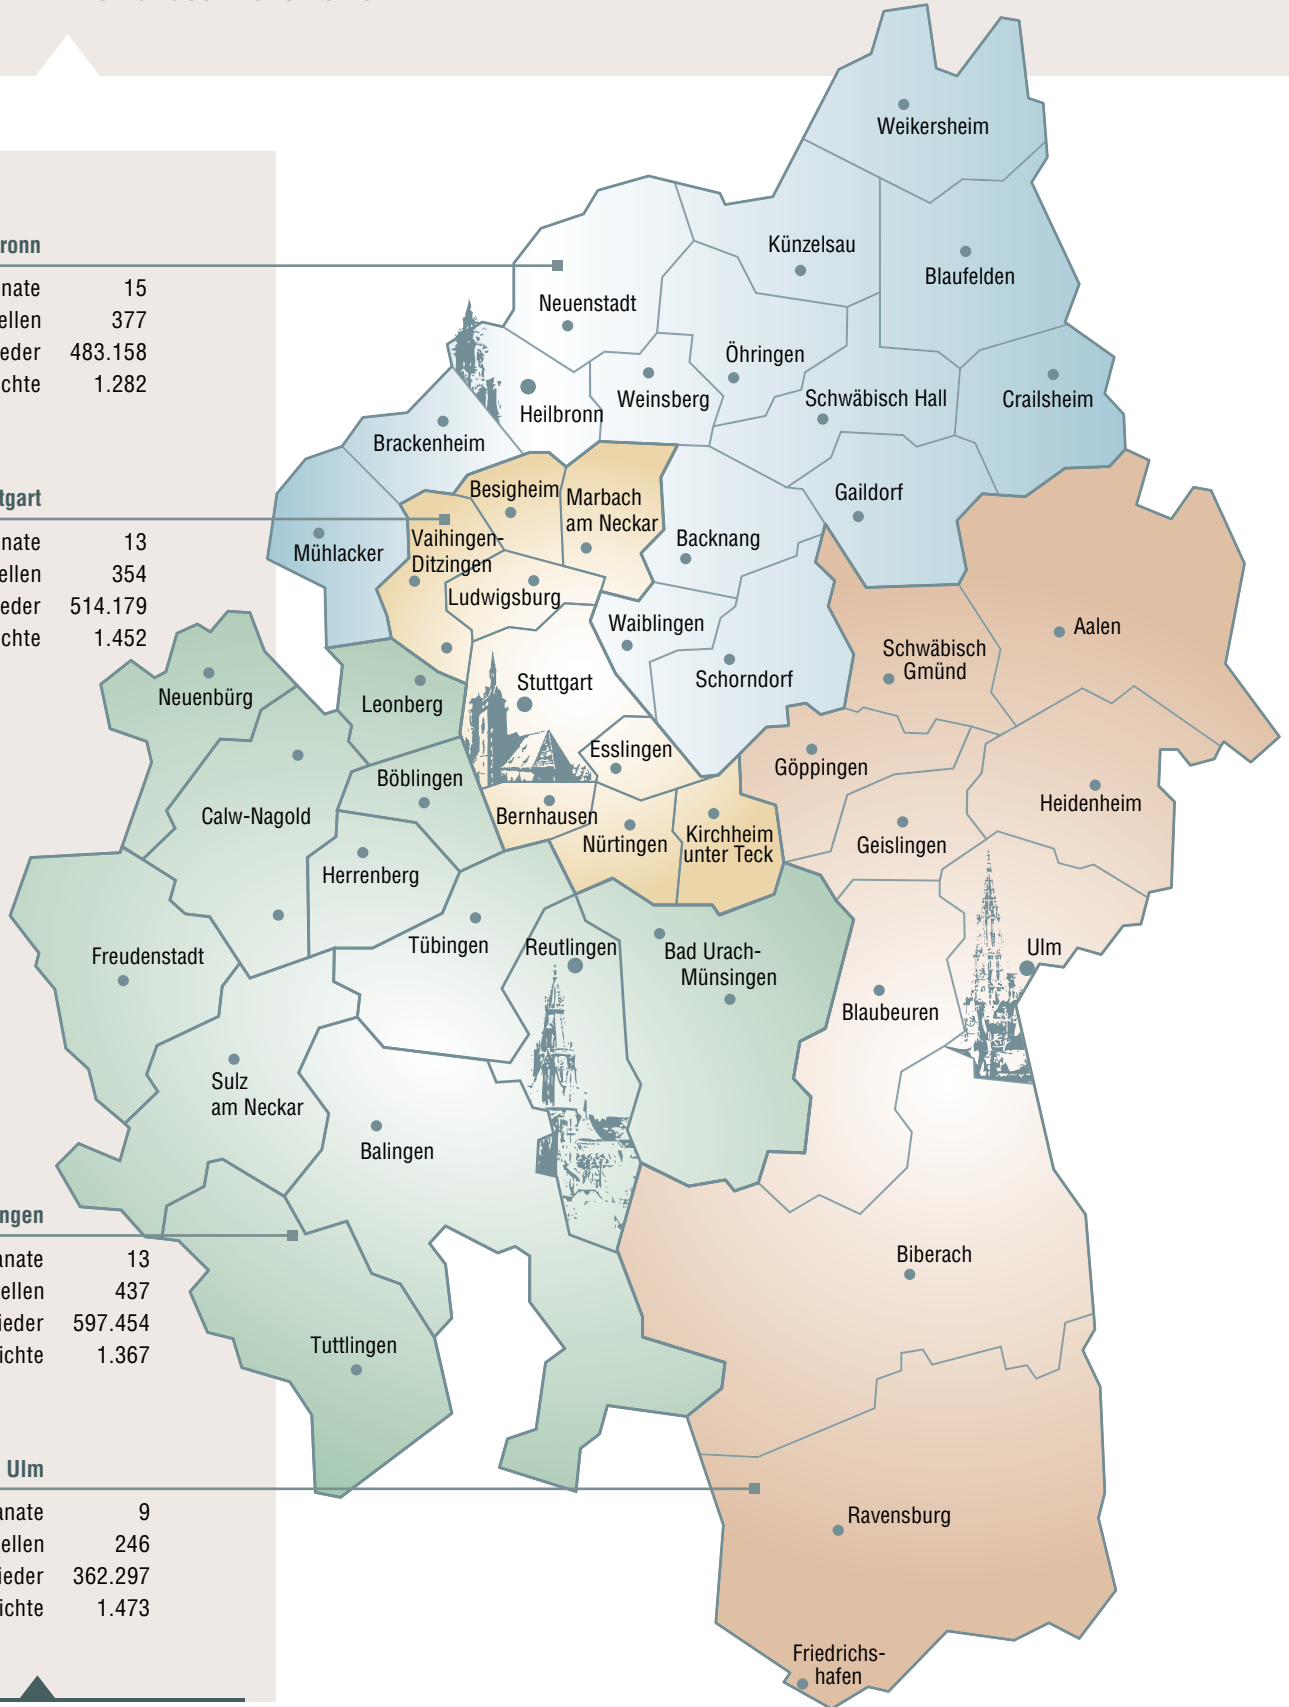 ronn
nate 15
ellen 377
eder 483.158
ichte 1.282
tgart
nate 13
ellen 354
eder 514.179
ichte 1.452
ngen
anate 13
ellen 437
ieder 597.454
ichte 1.367
Ulm
anate 9
ellen 246
ieder 362.297
ichte 1.473
Weikersheim
Künzelsau
Blaufelden
Neuenstadt
Öhringen
Heilbronn
Weinsberg
Schwäbisch Hall
Crailsheim
Brackenheim
Besigheim
Marbach
am Neckar
Gaildorf
Mühlacker
Vaihingen-
Ditzingen
Backnang
Ludwigsburg
Waiblingen
Schorndorf
Schwäbisch
Gmünd
Aalen
Neuenbürg
Leonberg
Stuttgart
Esslingen
Göppingen
Heidenheim
Böblingen
Calw-Nagold
Bernhausen
Nürtingen
Kirchheim
unter Teck
Geislingen
Herrenberg
Freudenstadt
Tübingen
Reutlingen
Bad Urach-
Münsingen
Blaubeuren
Ulm
Sulz
am Neckar
Balingen
Biberach
Tuttlingen
Ravensburg
Friedrichs-
hafen